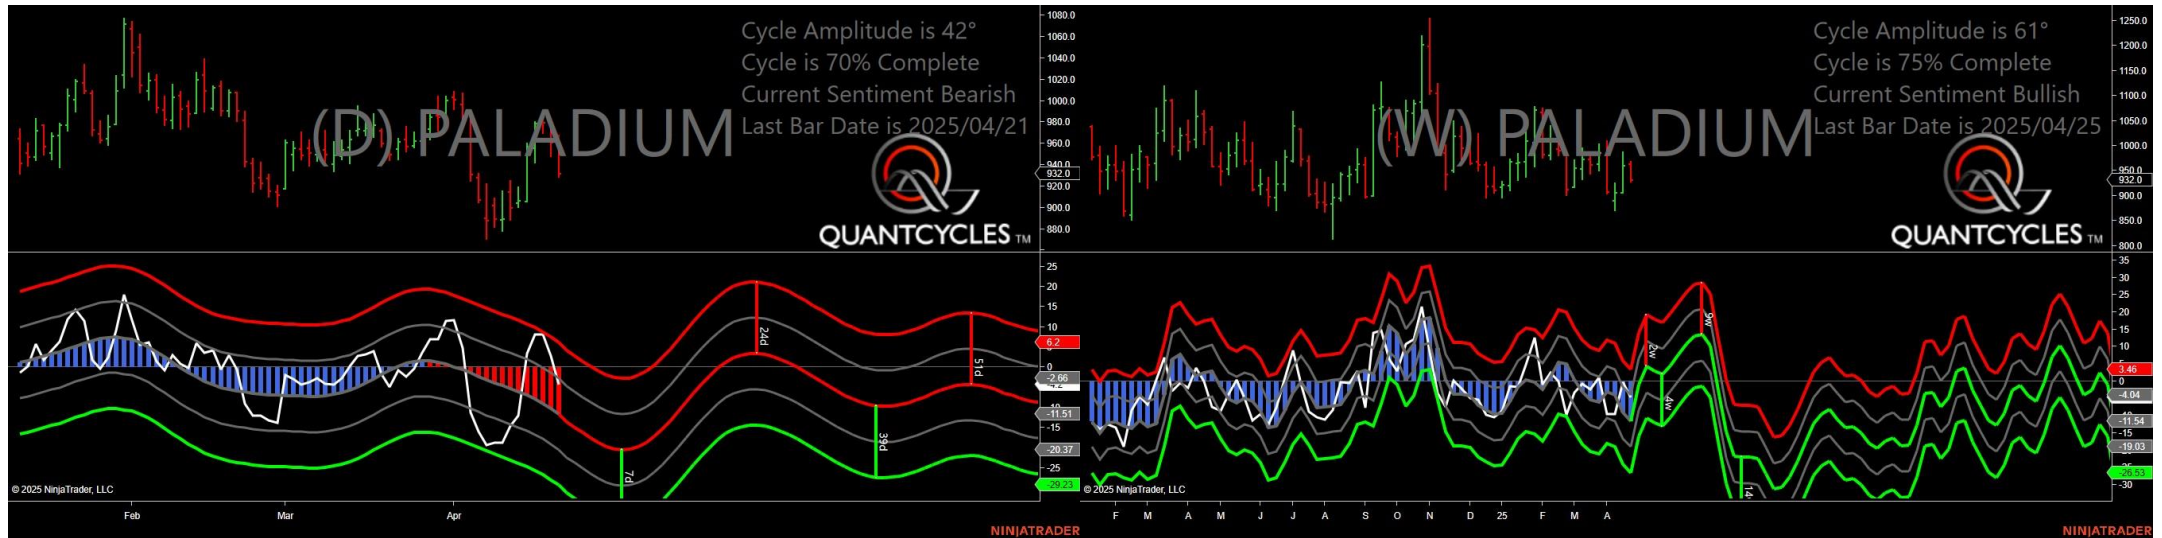 Cycle Amplitude is 42°
Cycle is 70% Complete
Current Sentiment Bearish
Last Bar Date is 2025/04/21
(D) PALADIUM
QUANTCYCLES TM
1080.0
1060.0
1040.0
1020.0
1000.0
980.0
960.0
940.0
932.0
920.0
900.0
880.0
25
20
15
10
6.2
5
0
-2.66
-4.2
-11.51
-15
-20.37
-25
-29.23
24d
51d
39d
7d
© 2025 NinjaTrader, LLC
Feb Mar Apr
NINJATRADER
Cycle Amplitude is 61°
Cycle is 75% Complete
Current Sentiment Bullish
Last Bar Date is 2025/04/25
(W) PALADIUM
QUANTCYCLES TM
1250.0
1200.0
1150.0
1100.0
1050.0
1000.0
950.0
932.0
900.0
850.0
800.0
35
30
25
20
15
10
5
3.46
0
-4.04
-11.54
-15
-19.03
-26.53
-30
9w
2w
4w
14
© 2025 NinjaTrader, LLC
F M A M J J A S O N D 25 F M A
NINJATRADER